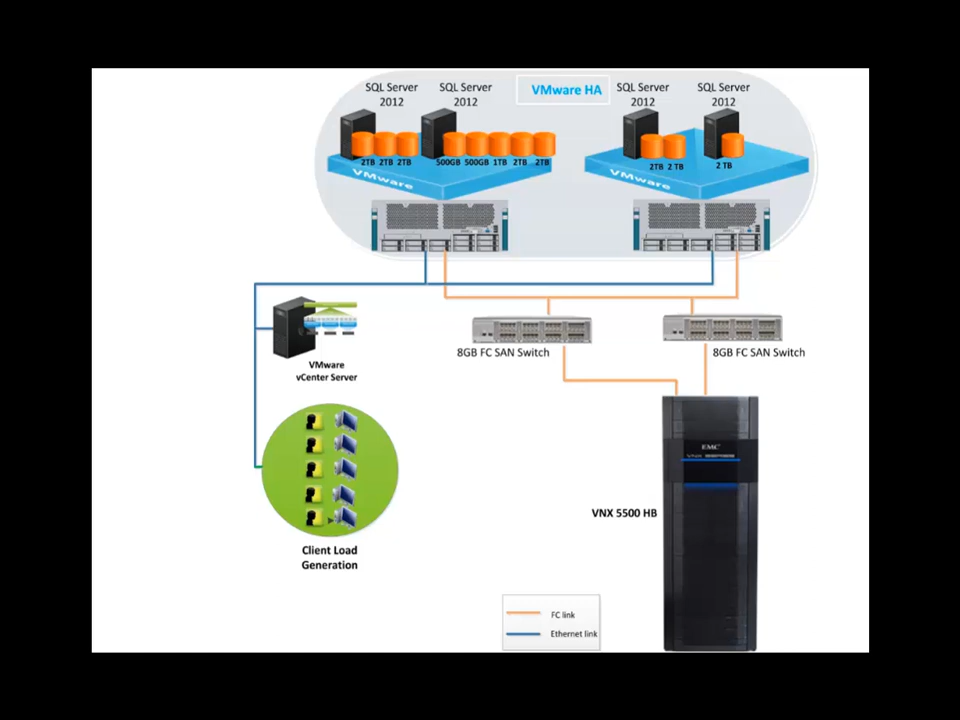 SQL Server
2012
SQL Server
2012
VMware HA
SQL Server
2012
SQL Server
2012
2TB 2TB 2TB
500GB 500GB 1TB 2TB 2TB
2TB 2 TB
2 TB
VMware
VMware
8GB FC SAN Switch
8GB FC SAN Switch
VMware
vCenter Server
EMC²
VNX
VNX 5500 HB
Client Load
Generation
FC link
Ethernet link